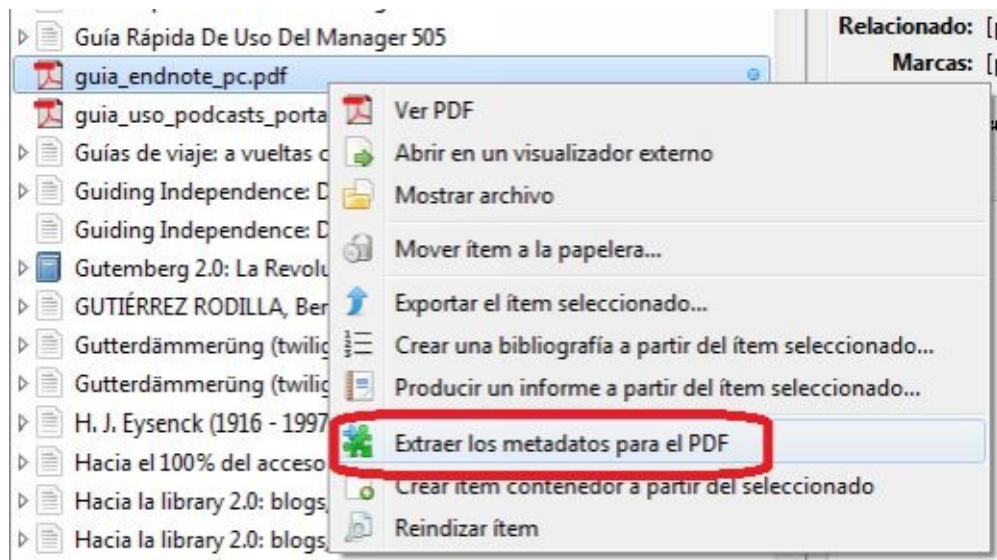 Guía Rápida De Uso Del Manager 505
guia_endnote_pc.pdf
guia_uso_podcasts_porta
Guías de viaje: a vueltas c
Guiding Independence: D
Guiding Independence: D
Gutemberg 2.0: La Revolu
GUTIÉRREZ RODILLA, Ber
Gutterdämmerüng (twilig
Gutterdämmerüng (twilig
H. J. Eysenck (1916 - 1997
Hacia el 100% del acceso
Hacia la library 2.0: blogs,
Hacia la library 2.0: blogs,
Relacionado: [
Marcas: [
Ver PDF
Abrir en un visualizador externo
Mostrar archivo
Mover ítem a la papelera...
Exportar el ítem seleccionado...
Crear una bibliografía a partir del ítem seleccionado...
Producir un informe a partir del ítem seleccionado...
Extraer los metadatos para el PDF
Crear ítem contenedor a partir del seleccionado
Reindizar ítem